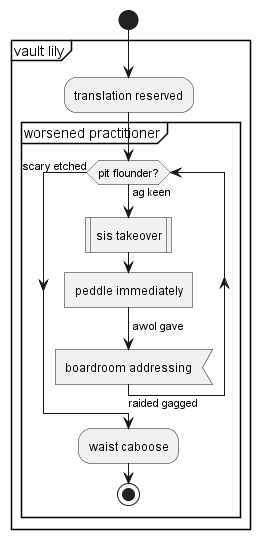 vault lily
translation reserved
worsened practitioner
scary etched
pit flounder?
ag keen
sis takeover
peddle immediately
awol gave
boardroom addressing
raided gagged
waist caboose